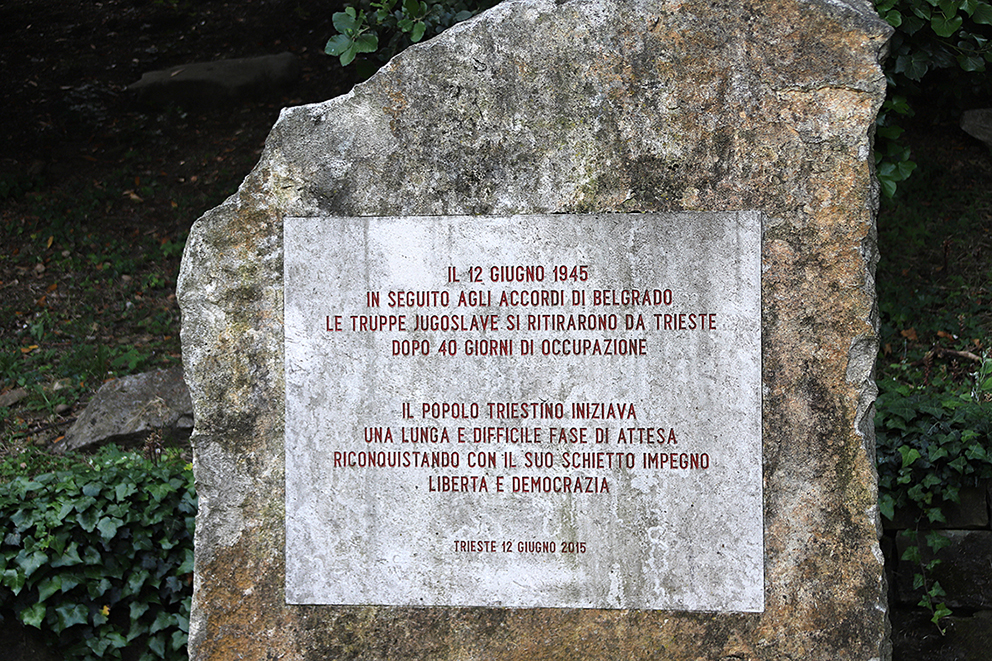 IL 12 GIUGNO 1945
IN SEGUITO AGLI ACCORDI DI BELGRADO
LE TRUPPE JUGOSLAVE SI RITIRARONO DA TRIESTE
DOPO 40 GIORNI DI OCCUPAZIONE
IL POPOLO TRIESTINO INIZIAVA
UNA LUNGA E DIFFICILE FASE DI ATTESA
RICONQUISTANDO CON IL SUO SCHIETTO IMPEGNO
LIBERTÀ E DEMOCRAZIA
TRIESTE 12 GIUGNO 2015